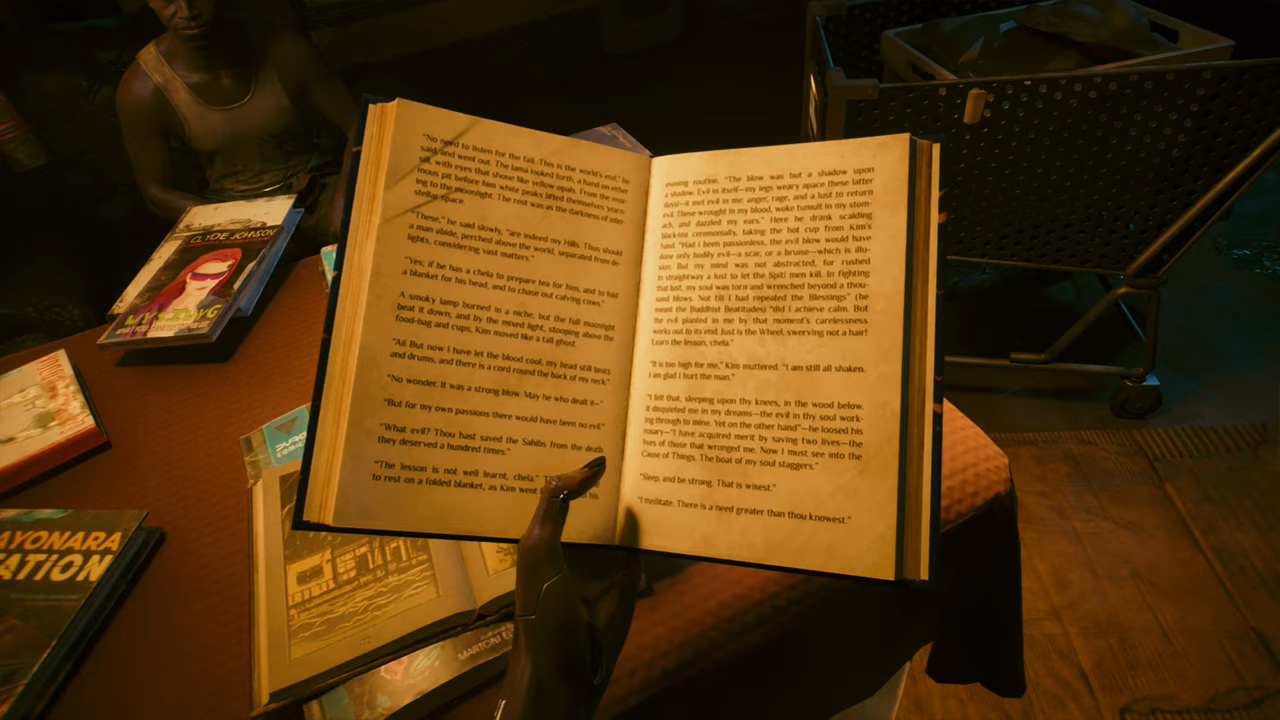 "No need to listen for the fall. This is the world's end," he
said, and went out. The lama looked forth, a hand on either
sill, with eyes that shone like yellow opals. From the enor-
mous pit before him white peaks lifted themselves yearn-
ing to the moonlight. The rest was as the darkness of inter-
stellar space.
"These," he said slowly, "are indeed my Hills. Thus should
a man abide, perched above the world, separated from de-
lights, considering vast matters."
"Yes; if he has a chela to prepare tea for him, and to fold
a blanket for his head, and to chase out calving cows."
A smoky lamp burned in a niche, but the full moonlight
beat it down; and by the mixed light, stooping above the
food-bag and cups, Kim moved like a tall ghost.
"Ai! But now I have let the blood cool, my head still beats
and drums, and there is a cord round the back of my neck."
"No wonder. It was a strong blow. May he who dealt it—"
"But for my own passions there would have been no evil."
"What evil? Thou hast saved the Sahibs from the death
they deserved a hundred times."
"The lesson is not well learnt, chela."
to rest on a folded blanket, as Kim went his
evening routine. "The blow was but a shadow upon
a shadow. Evil in itself—my legs weary apace these latter
days!—it met evil in me: anger, rage, and a lust to return
evil. These wrought in my blood, woke tumult in my stom-
ach, and dazzled my ears." Here he drank scalding
black-tea ceremonially, taking the hot cup from Kim's
hand. "Had I been passionless, the evil blow would have
done only bodily evil—a scar, or a bruise—which is illu-
sion. But my mind was not abstracted, for rushed
in straightway a lust to let the Spiti men kill. In fighting
that lust, my soul was torn and wrenched beyond a thou-
sand blows. Not till I had repeated the Blessings" (he
meant the Buddhist Beatitudes) "did I achieve calm. But
the evil planted in me by that moment's carelessness
works out to its end. Just is the Wheel, swerving not a hair!
Learn the lesson, chela."
"It is too high for me," Kim muttered. "I am still all shaken.
I am glad I hurt the man."
"I felt that, sleeping upon thy knees, in the wood below.
It disquieted me in my dreams—the evil in thy soul work-
ing through to mine. Yet on the other hand"—he loosed his
rosary—"I have acquired merit by saving two lives—the
lives of those that wronged me. Now I must see into the
Cause of Things. The boat of my soul staggers."
"Sleep, and be strong. That is wisest."
"I meditate. There is a need greater than thou knowest."
CLYDE JOHNSON
AYONARA
ATION
MARTONI